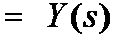 = Y(s)